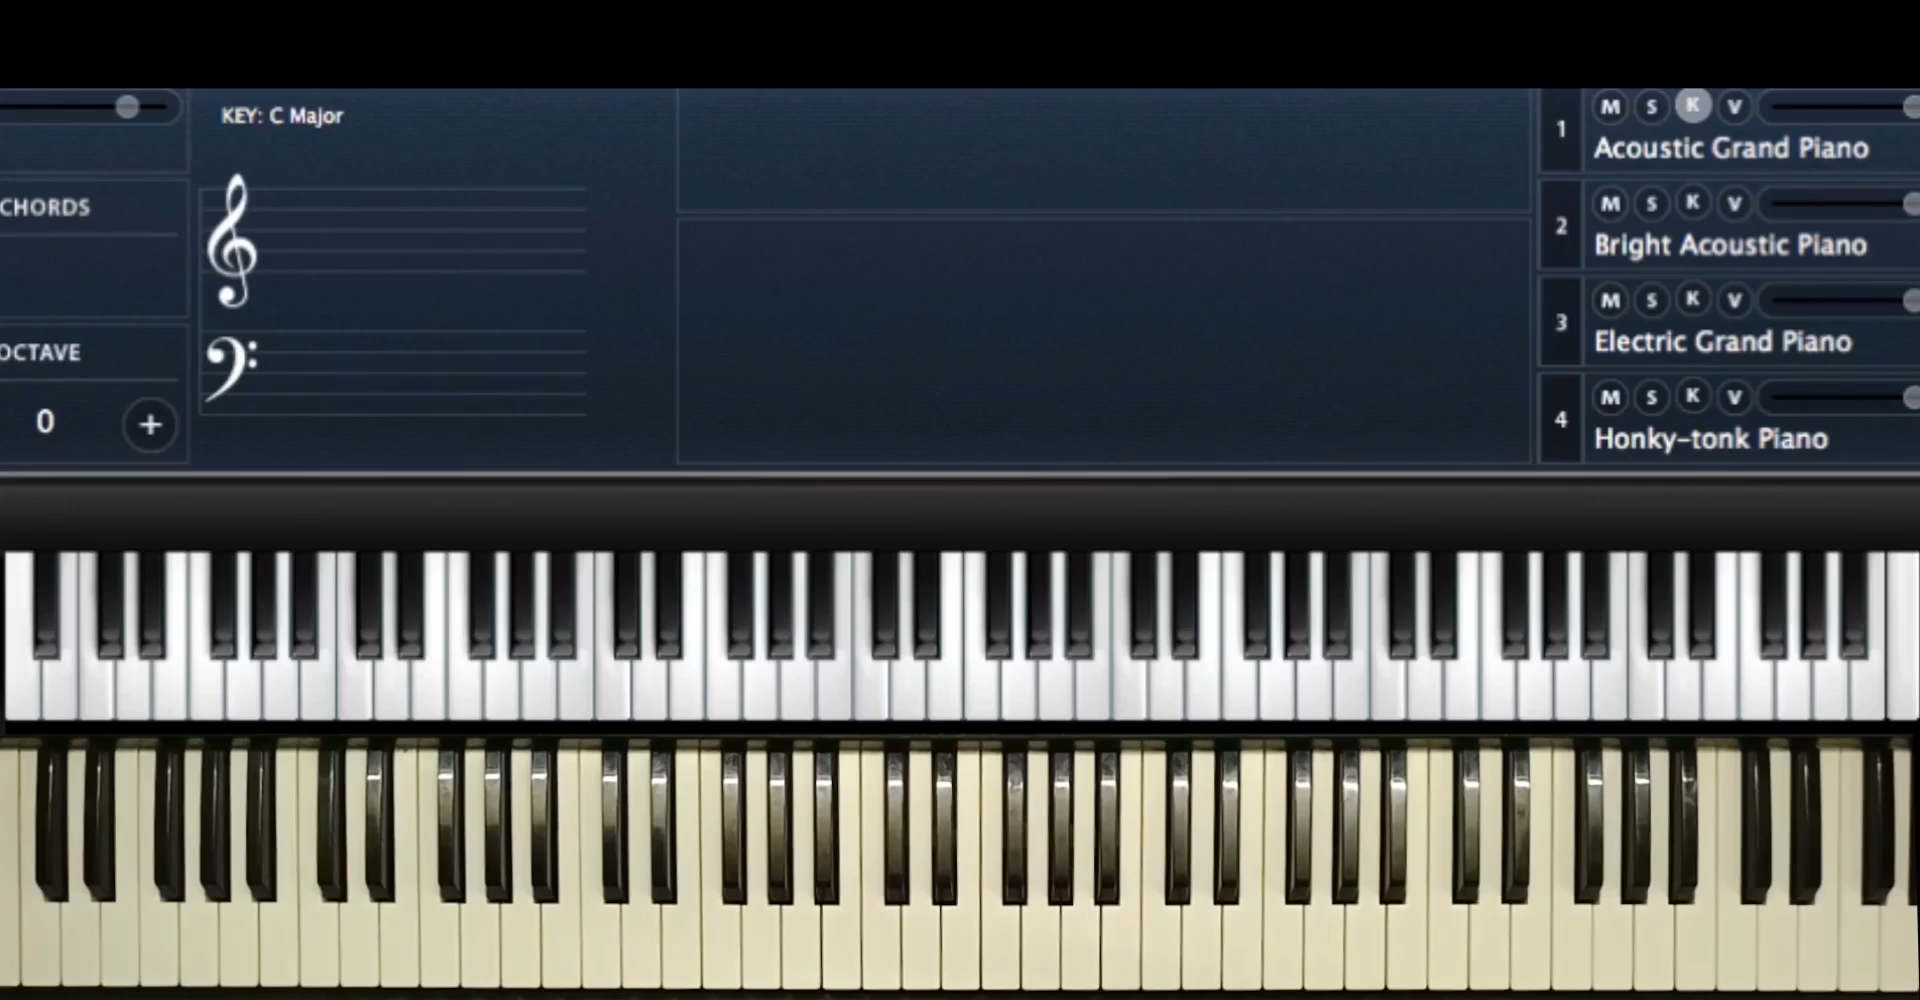 KEY: C Major
CHORDS
OCTAVE
0 +
1 M S K V
Acoustic Grand Piano
2 M S K V
Bright Acoustic Piano
3 M S K V
Electric Grand Piano
4 M S K V
Honky-tonk Piano